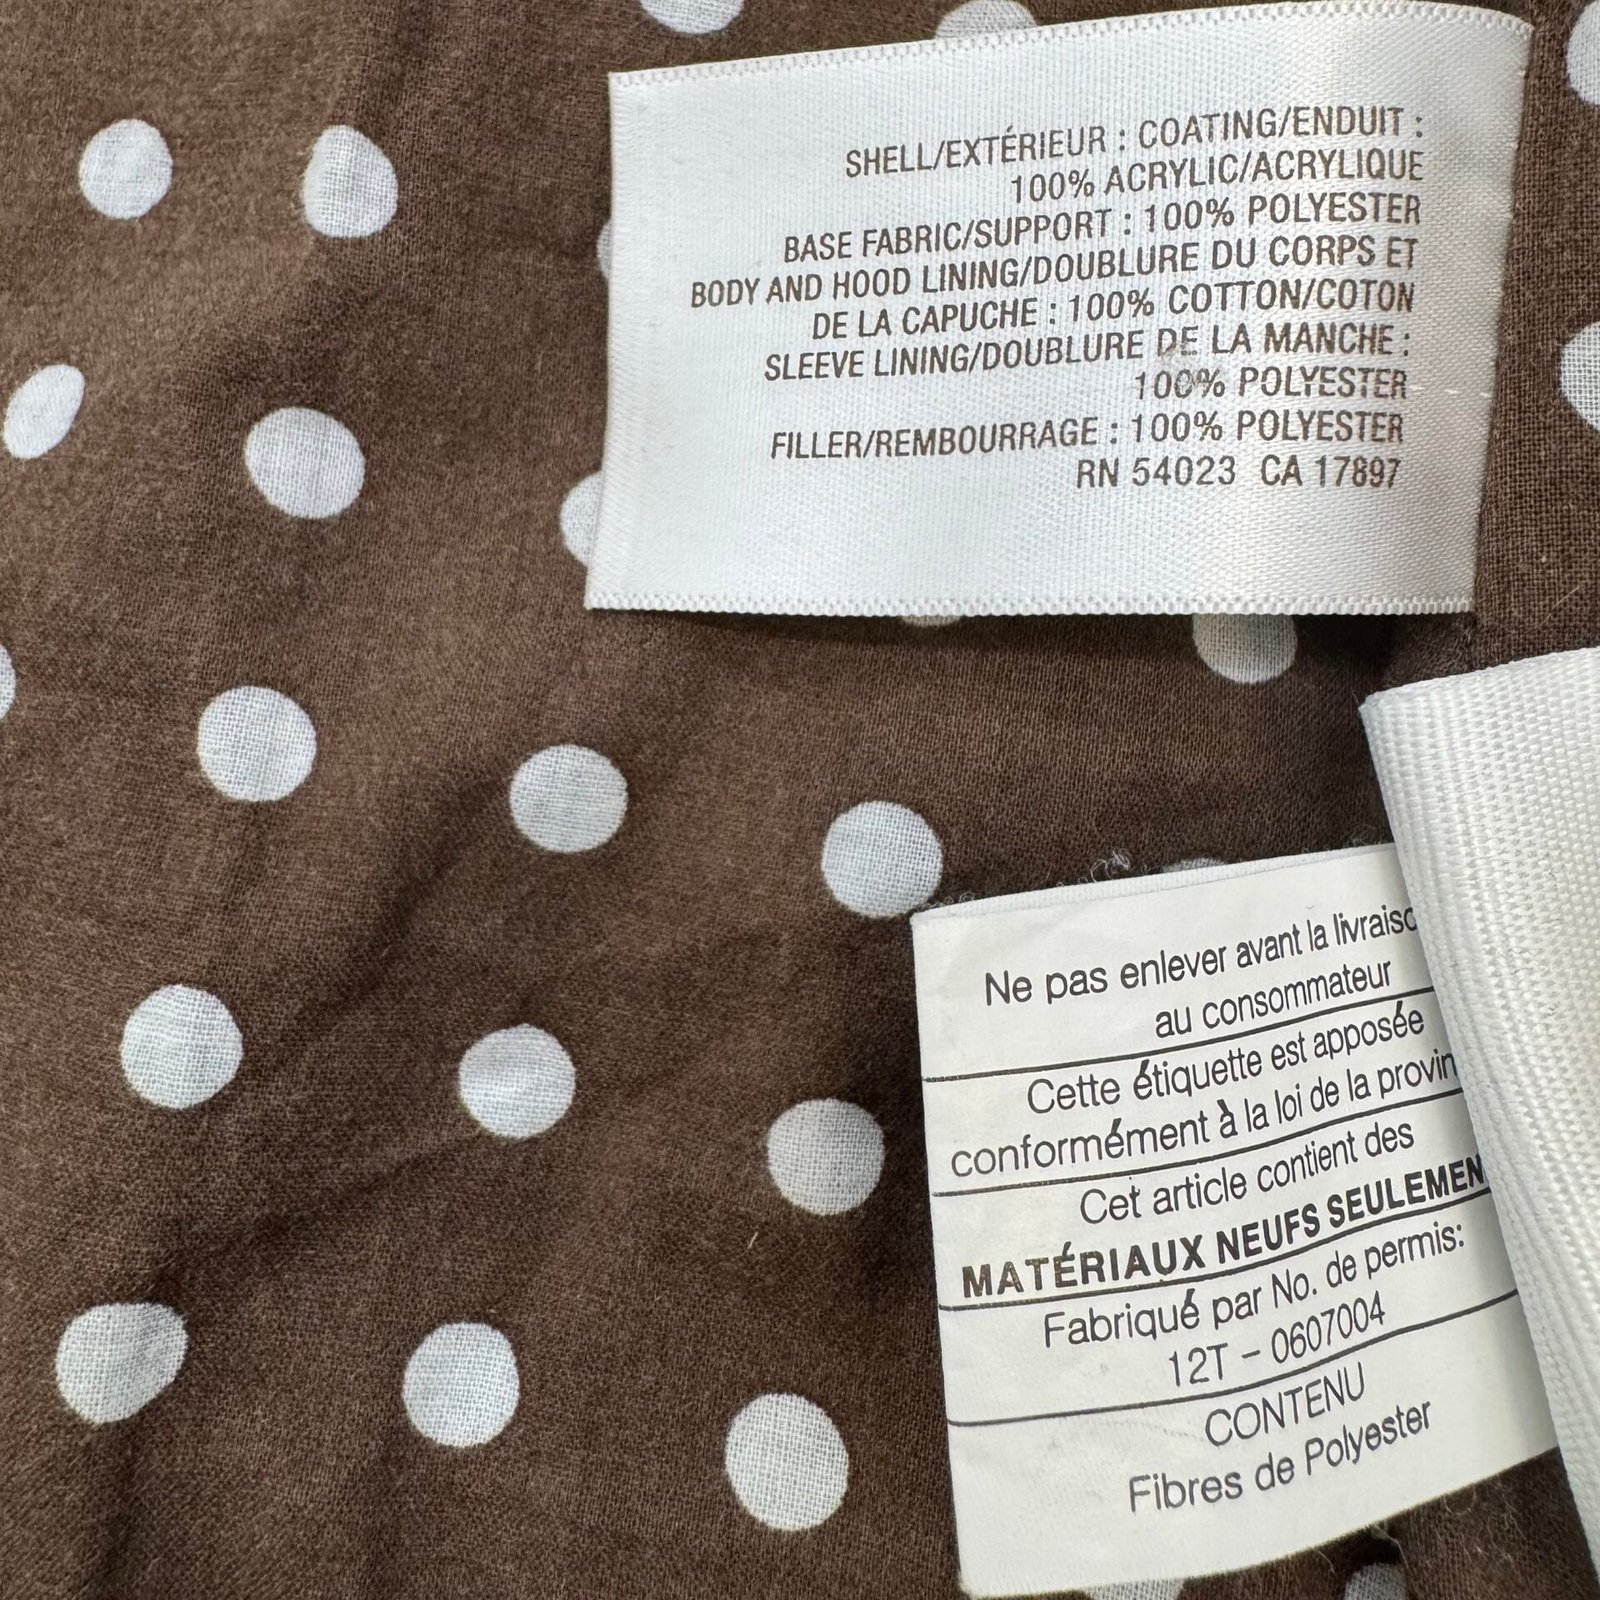 SHELL/EXTÉRIEUR : COATING/ENDUIT :
100% ACRYLIC/ACRYLIQUE
BASE FABRIC/SUPPORT : 100% POLYESTER
BODY AND HOOD LINING/DOUBLURE DU CORPS ET
DE LA CAPUCHE : 100% COTTON/COTON
SLEEVE LINING/DOUBLURE DE LA MANCHE :
100% POLYESTER
FILLER/REMBOURRAGE : 100% POLYESTER
RN 54023 CA 17897
Ne pas enlever avant la
au consommateur
Cette étiquette est apposée
conformément à la loi de la
Cet article contient des
MATÉRIAUX NEUFS
Fabriqué par No. de permis:
12T - 0607004
CONTENU
Fibres de Polyester